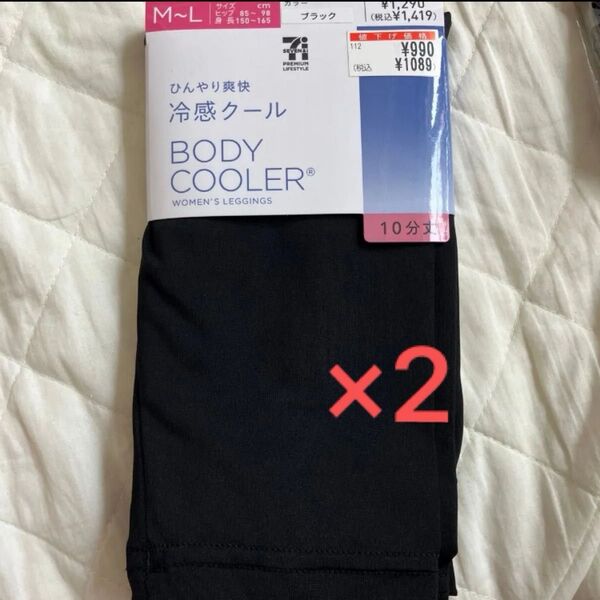 M~L
サイズ cm
ヒップ 85~ 98
身 長 150~165
カラー
ブラック
¥1,290
(税込¥1,419)
値下げ価格
112
¥990
(税込 ¥1089)
SEVEN&i
PREMIUM
LIFESTYLE
ひんやり爽快
冷感クール
BODY
COOLER®
WOMEN'S LEGGINGS
10分丈
×2